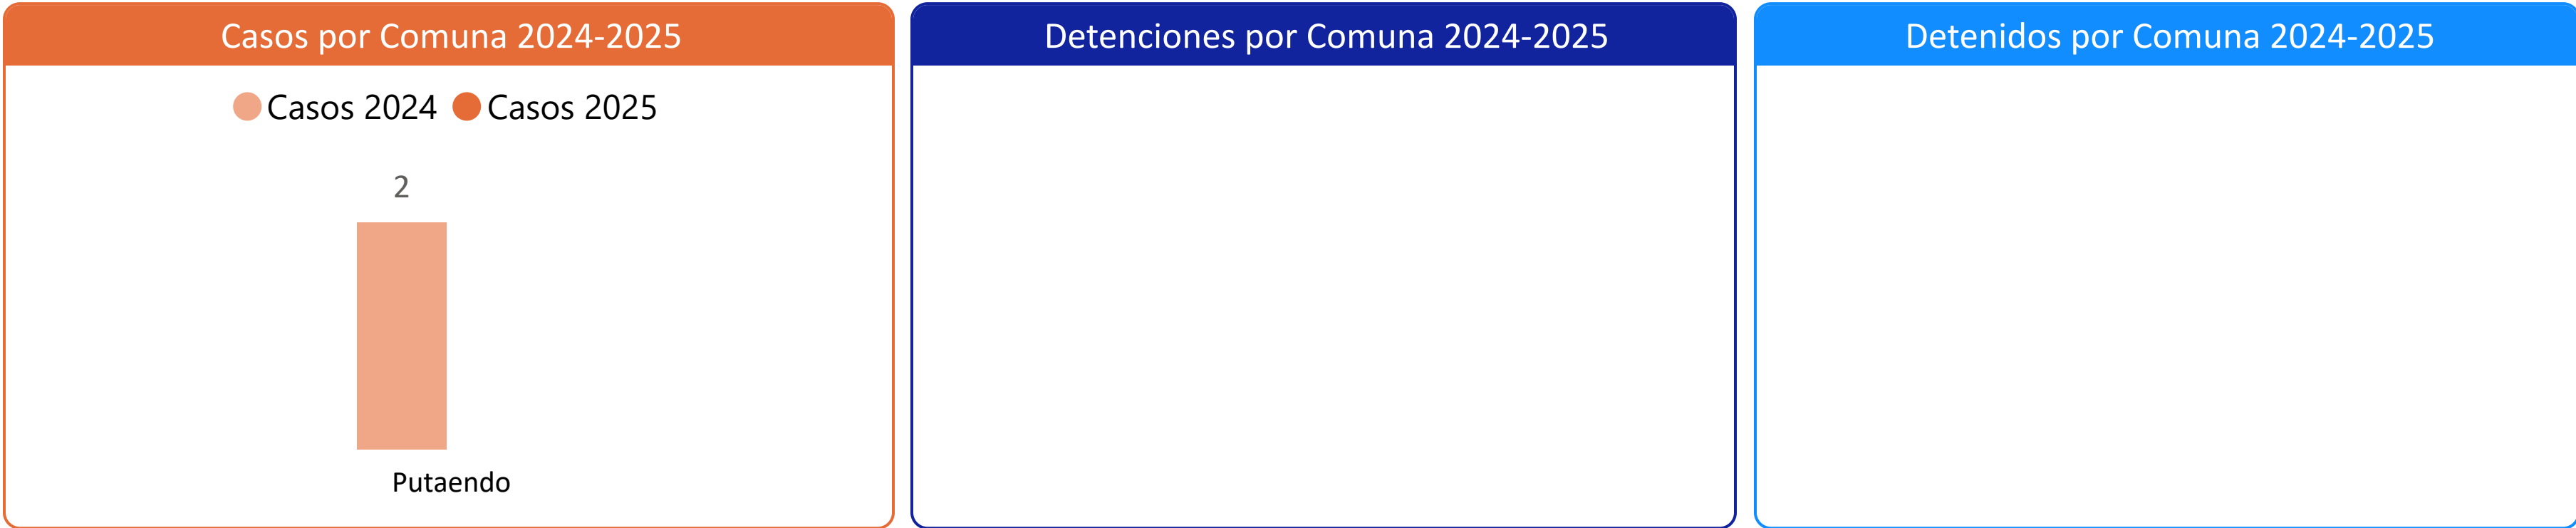 Casos por Comuna 2024-2025
Casos 2024 Casos 2025
2
Putaendo
Detenciones por Comuna 2024-2025
Detenidos por Comuna 2024-2025